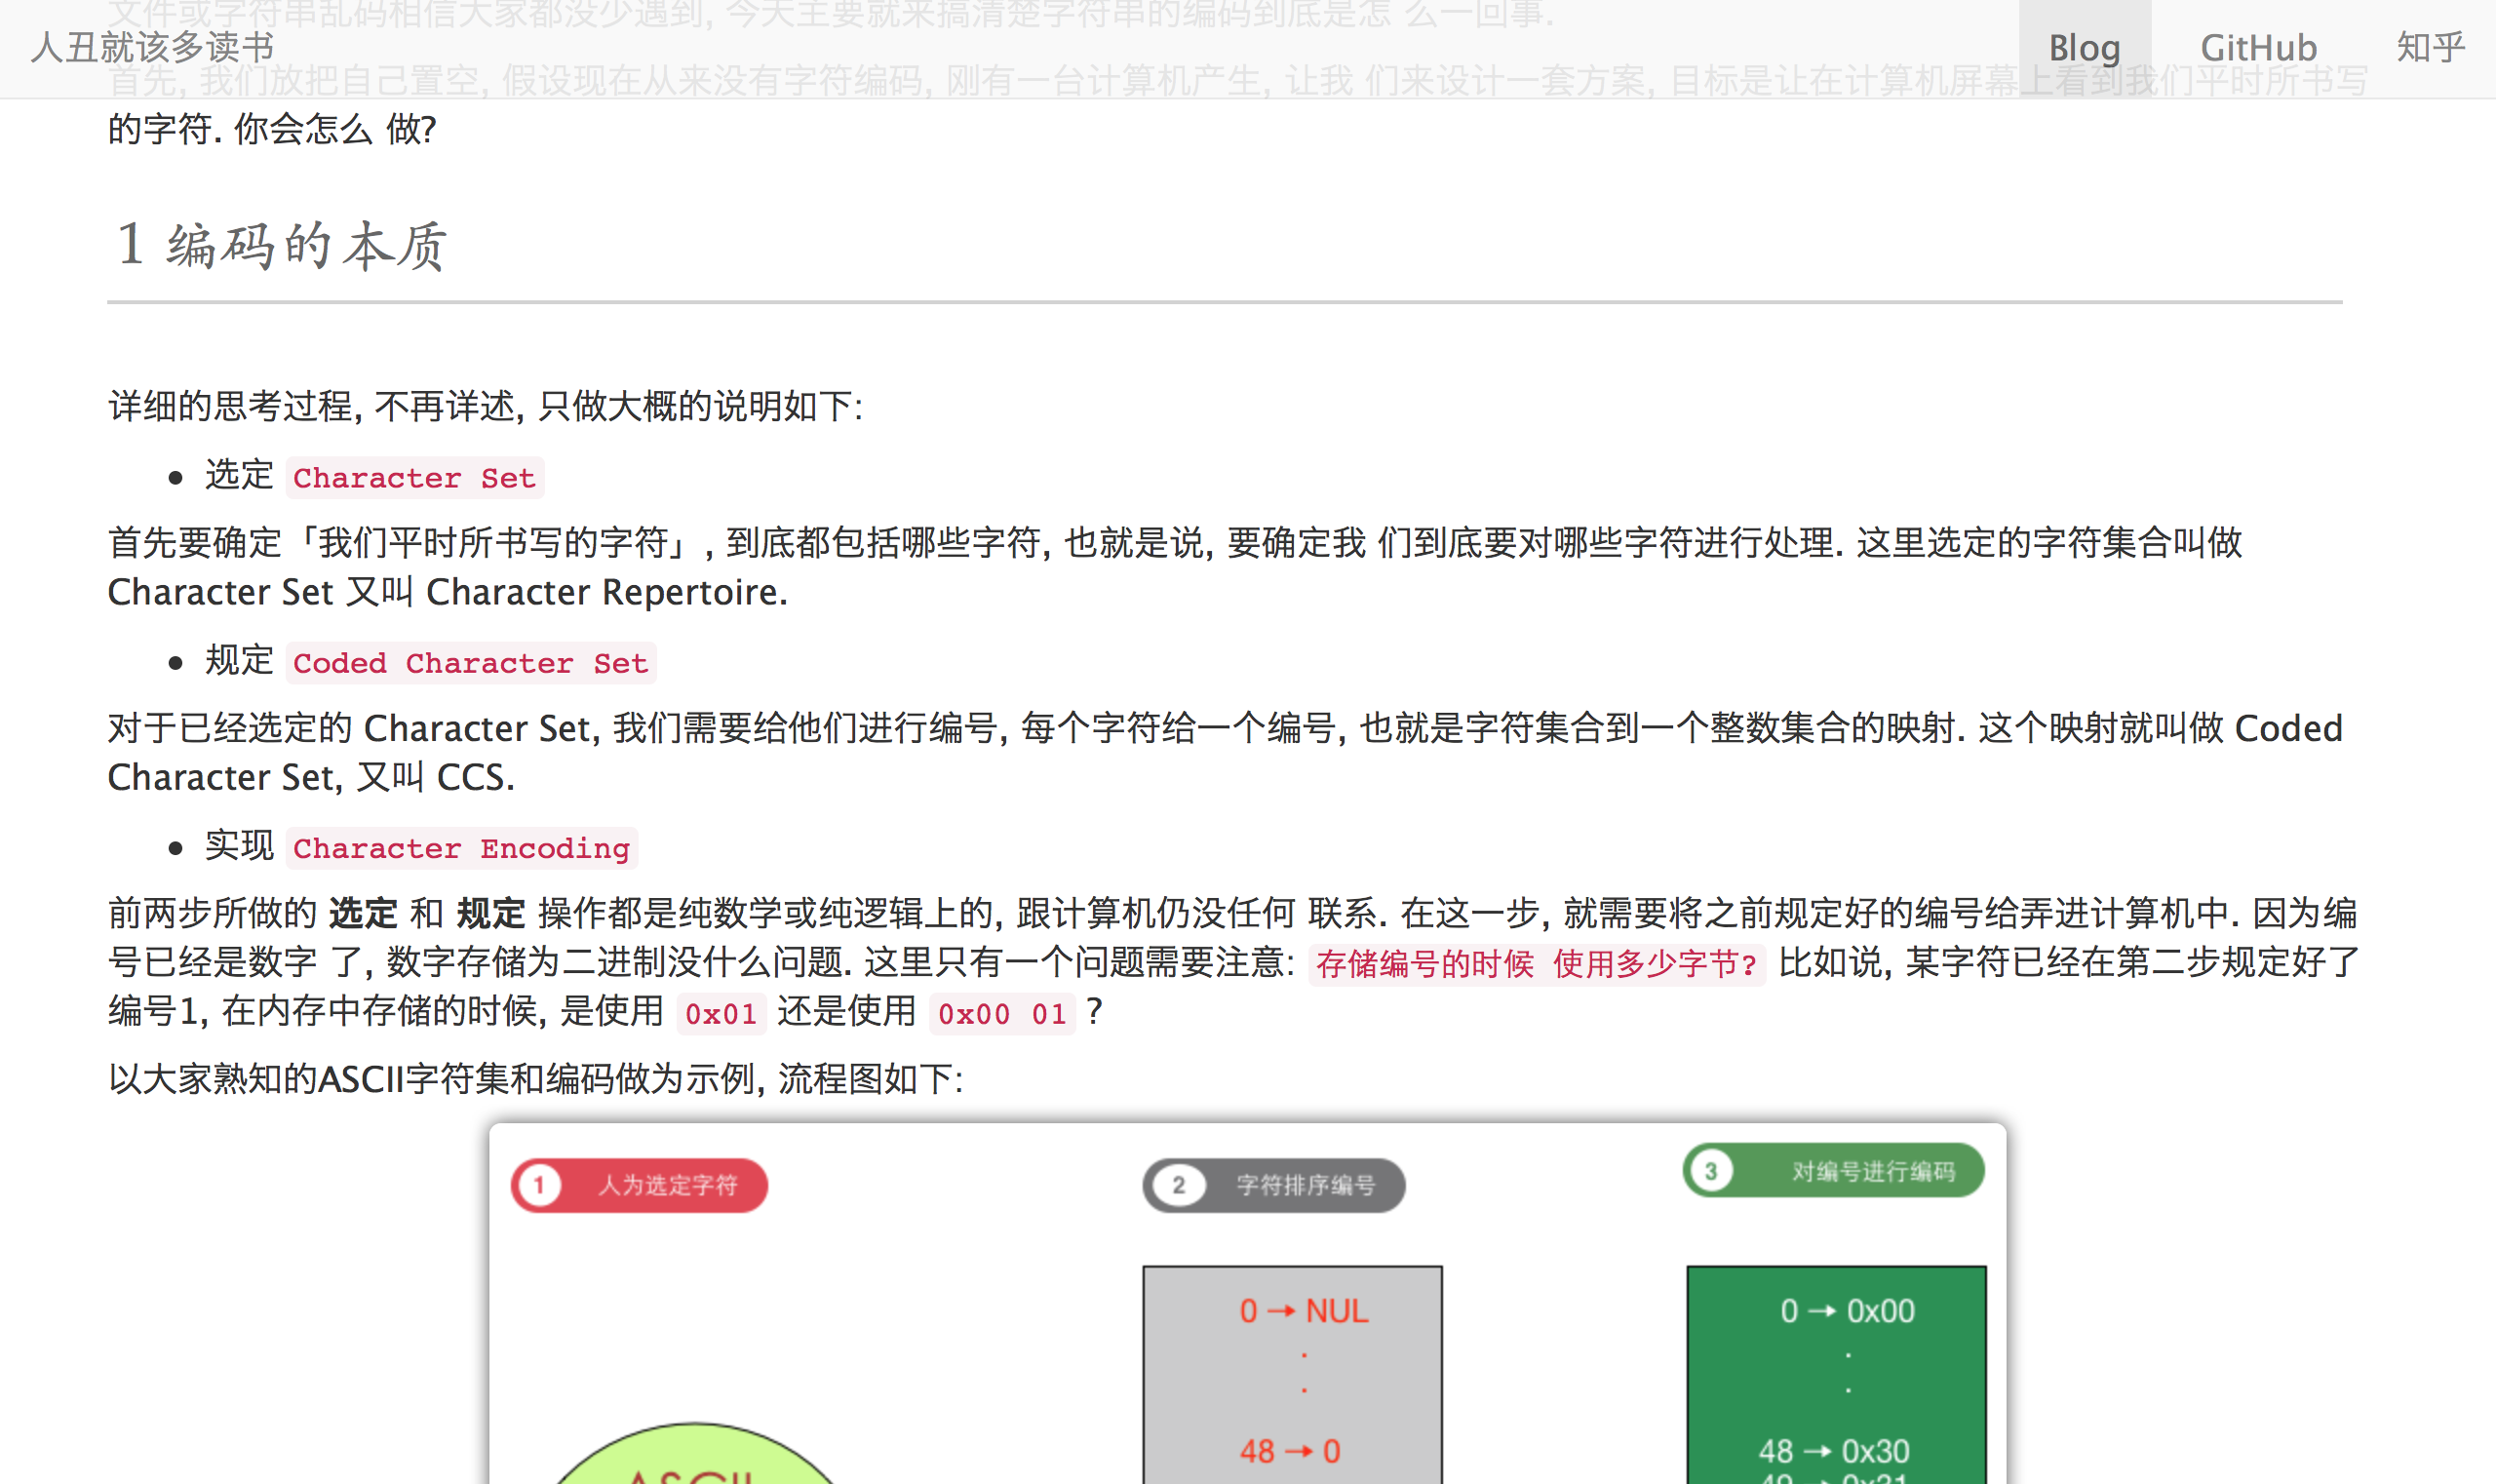 文件或字符串乱码相信大家都没少遇到, 今天主要就来搞清楚字符串的编码到底是怎 么一回事.
人丑就该多读书
Blog
GitHub
知乎
首先, 我们放把自己置空, 假设现在从来没有字符编码, 刚有一台计算机产生, 让我 们来设计一套方案, 目标是让在计算机屏幕上看到我们平时所书写
的字符. 你会怎么 做?
1 编码的本质
详细的思考过程, 不再详述, 只做大概的说明如下:
• 选定 Character Set
首先要确定「我们平时所书写的字符」, 到底都包括哪些字符, 也就是说, 要确定我 们到底要对哪些字符进行处理. 这里选定的字符集合叫做
Character Set 又叫 Character Repertoire.
• 规定 Coded Character Set
对于已经选定的 Character Set, 我们需要给他们进行编号, 每个字符给一个编号, 也就是字符集合到一个整数集合的映射. 这个映射就叫做 Coded
Character Set, 又叫 CCS.
• 实现 Character Encoding
前两步所做的 选定 和 规定 操作都是纯数学或纯逻辑上的, 跟计算机仍没任何 联系. 在这一步, 就需要将之前规定好的编号给弄进计算机中. 因为编
号已经是数字 了, 数字存储为二进制没什么问题. 这里只有一个问题需要注意: 存储编号的时候 使用多少字节? 比如说, 某字符已经在第二步规定好了
编号1, 在内存中存储的时候, 是使用 0x01 还是使用 0x00 01 ?
以大家熟知的ASCII字符集和编码做为示例, 流程图如下:
1 人为选定字符
2 字符排序编号
3 对编号进行编码
0 → NUL
.
.
48 → 0
0 → 0x00
.
.
48 → 0x30
49 → 0x31
ASCII